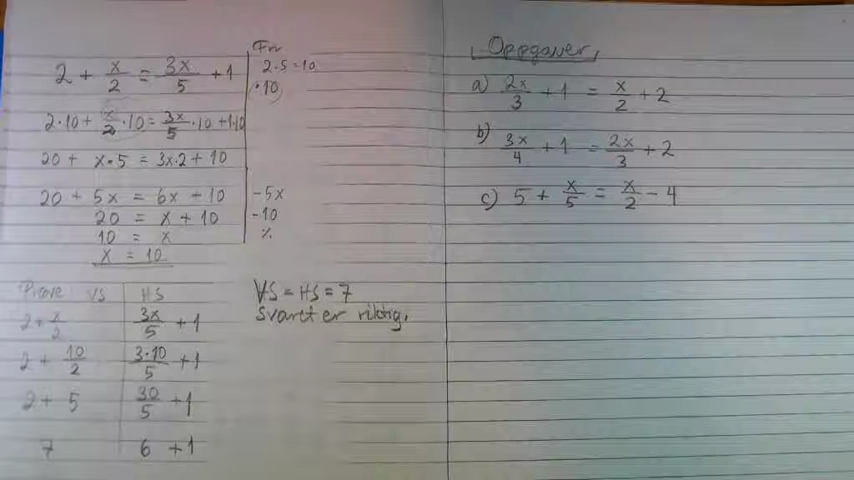 2 + x/2 = 3x/5 + 1
2·5=10
·10
2·10 + x/2 ·10 = 3x/5 ·10 + 1·10
20 + x·5 = 3x·2 + 10
20 + 5x = 6x + 10 | -5x
20 = x + 10 | -10
10 = x
x = 10
Prøve VS | HS
2 + x/2 | 3x/5 + 1
2 + 10/2 | 3·10/5 + 1
2 + 5 | 30/5 + 1
7 | 6 + 1
VS = HS = 7
Svaret er riktig.
Oppgaver
a) 2x/3 + 1 = x/2 + 2
b) 3x/4 + 1 = 2x/3 + 2
c) 5 + x/5 = x/2 - 4